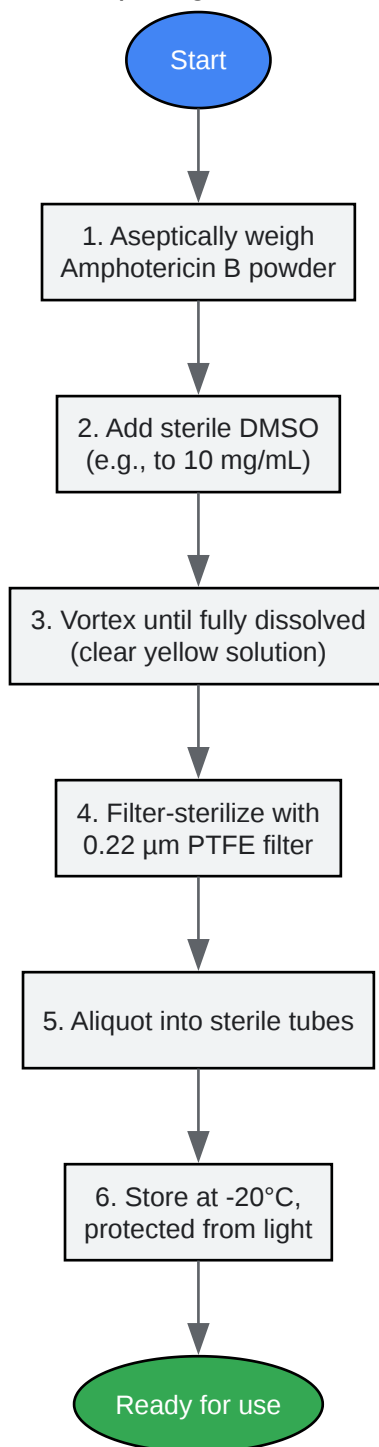 Start
1. Aseptically weigh
Amphotericin B powder
2. Add sterile DMSO
(e.g., to 10 mg/mL)
3. Vortex until fully dissolved
(clear yellow solution)
4. Filter-sterilize with
0.22 µm PTFE filter
5. Aliquot into sterile tubes
6. Store at -20°C,
protected from light
Ready for use